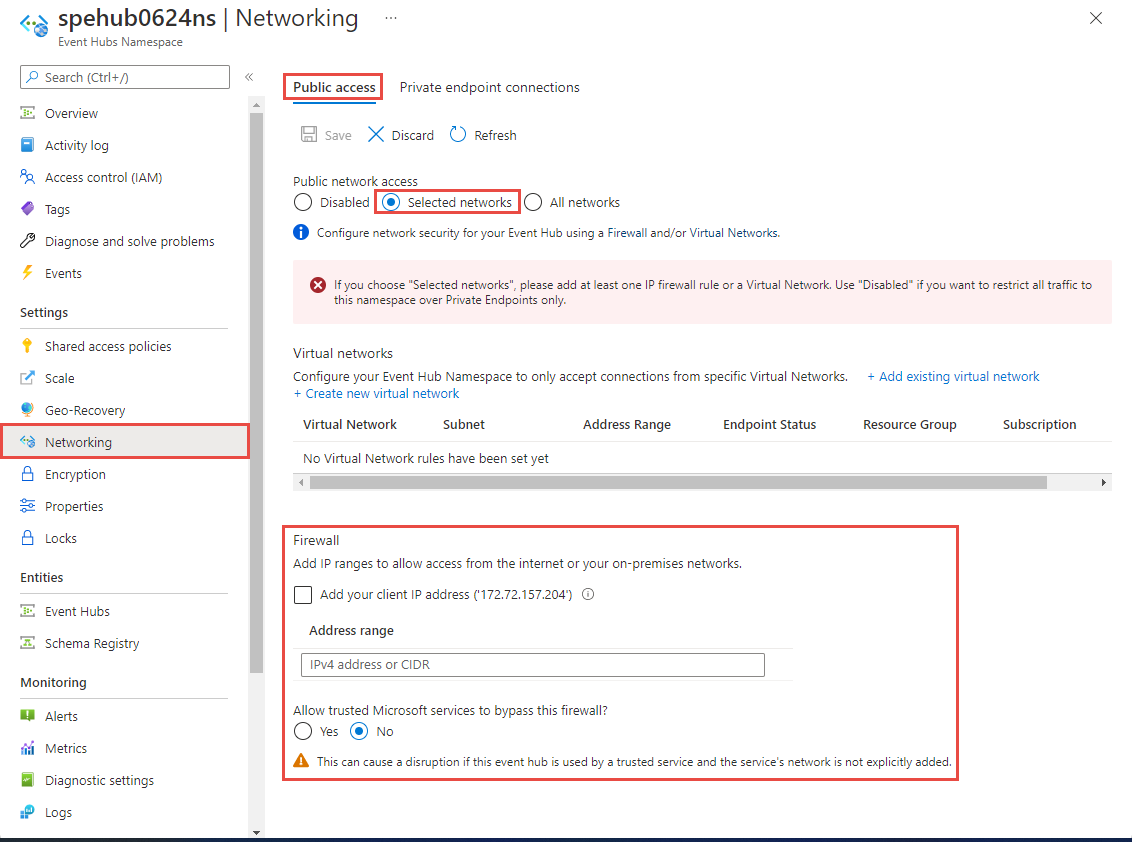 spehub0624ns | Networking ...
Event Hubs Namespace
Search (Ctrl+/)
«
Overview
Activity log
Access control (IAM)
Tags
Diagnose and solve problems
Events
Settings
Shared access policies
Scale
Geo-Recovery
Networking
Encryption
Properties
Locks
Entities
Event Hubs
Schema Registry
Monitoring
Alerts
Metrics
Diagnostic settings
Logs
Public access Private endpoint connections
Save Discard Refresh
Public network access
Disabled Selected networks All networks
Configure network security for your Event Hub using a Firewall and/or Virtual Networks.
If you choose "Selected networks", please add at least one IP firewall rule or a Virtual Network. Use "Disabled" if you want to restrict all traffic to
this namespace over Private Endpoints only.
Virtual networks
Configure your Event Hub Namespace to only accept connections from specific Virtual Networks. + Add existing virtual network
+ Create new virtual network
Virtual Network Subnet Address Range Endpoint Status Resource Group Subscription
No Virtual Network rules have been set yet
Firewall
Add IP ranges to allow access from the internet or your on-premises networks.
Add your client IP address ('172.72.157.204')
Address range
IPv4 address or CIDR
Allow trusted Microsoft services to bypass this firewall?
Yes No
This can cause a disruption if this event hub is used by a trusted service and the service's network is not explicitly added.